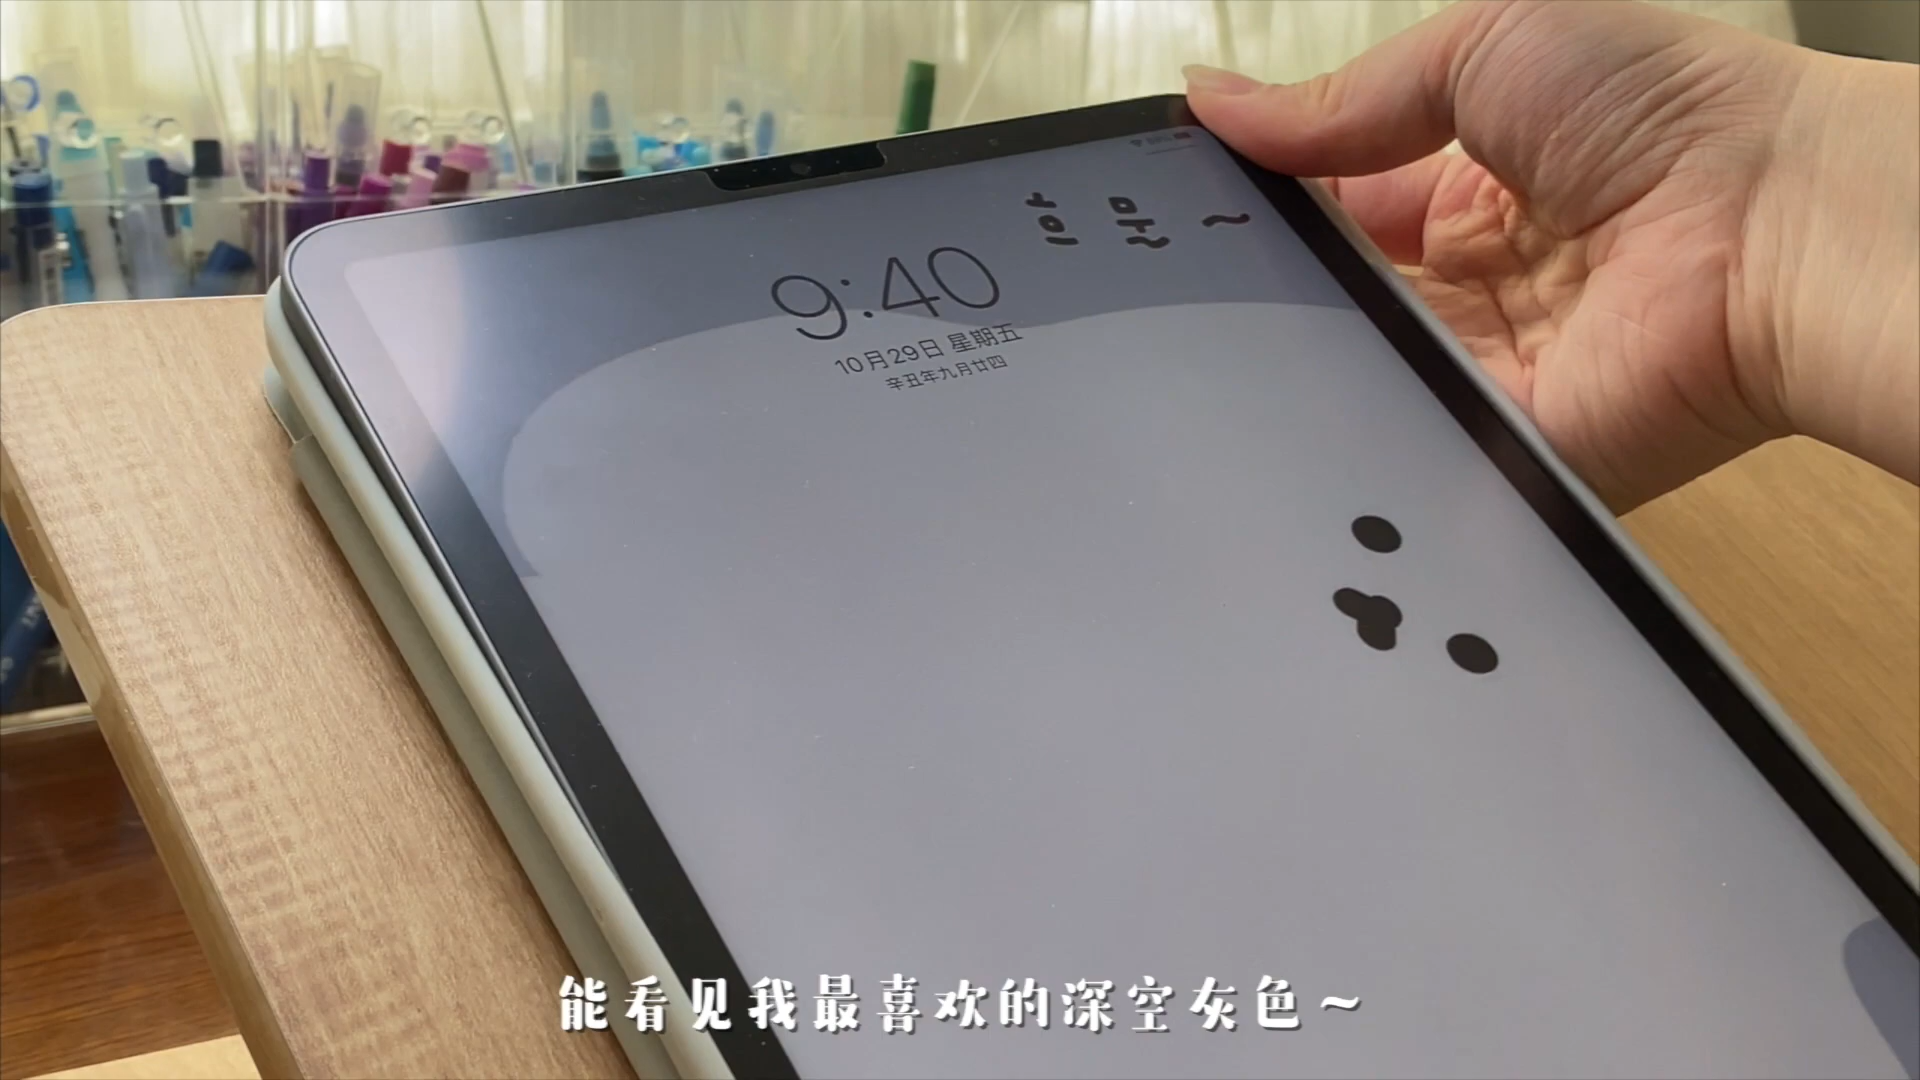 흐 믈 ~
9:40
10月29日 星期五
辛丑年九月廿四
能看见我最喜欢的深空灰色~